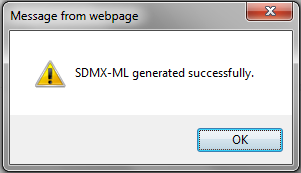 Message from webpage
SDMX-ML generated successfully.
OK